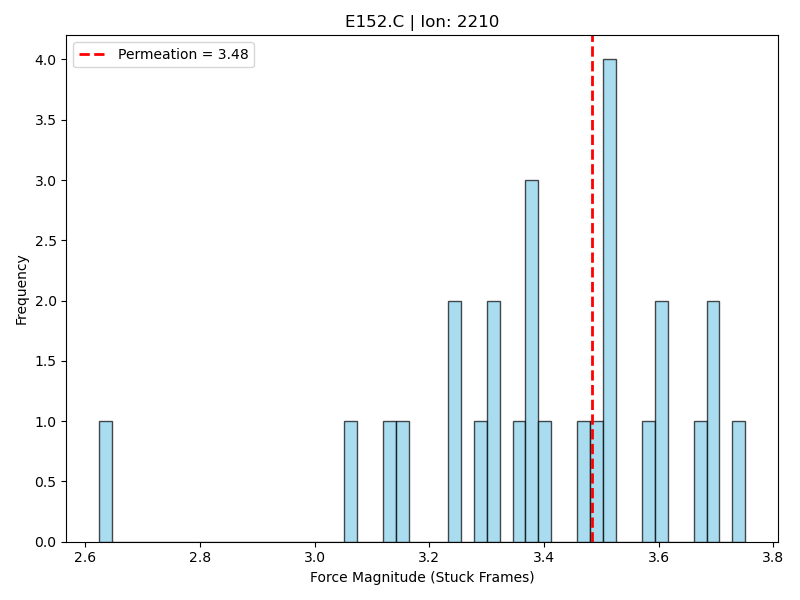 E152.C | Ion: 2210
Permeation = 3.48
4.0
3.5
3.0
2.5
2.0
1.5
1.0
0.5
0.0
Frequency
2.6 2.8 3.0 3.2 3.4 3.6 3.8
Force Magnitude (Stuck Frames)